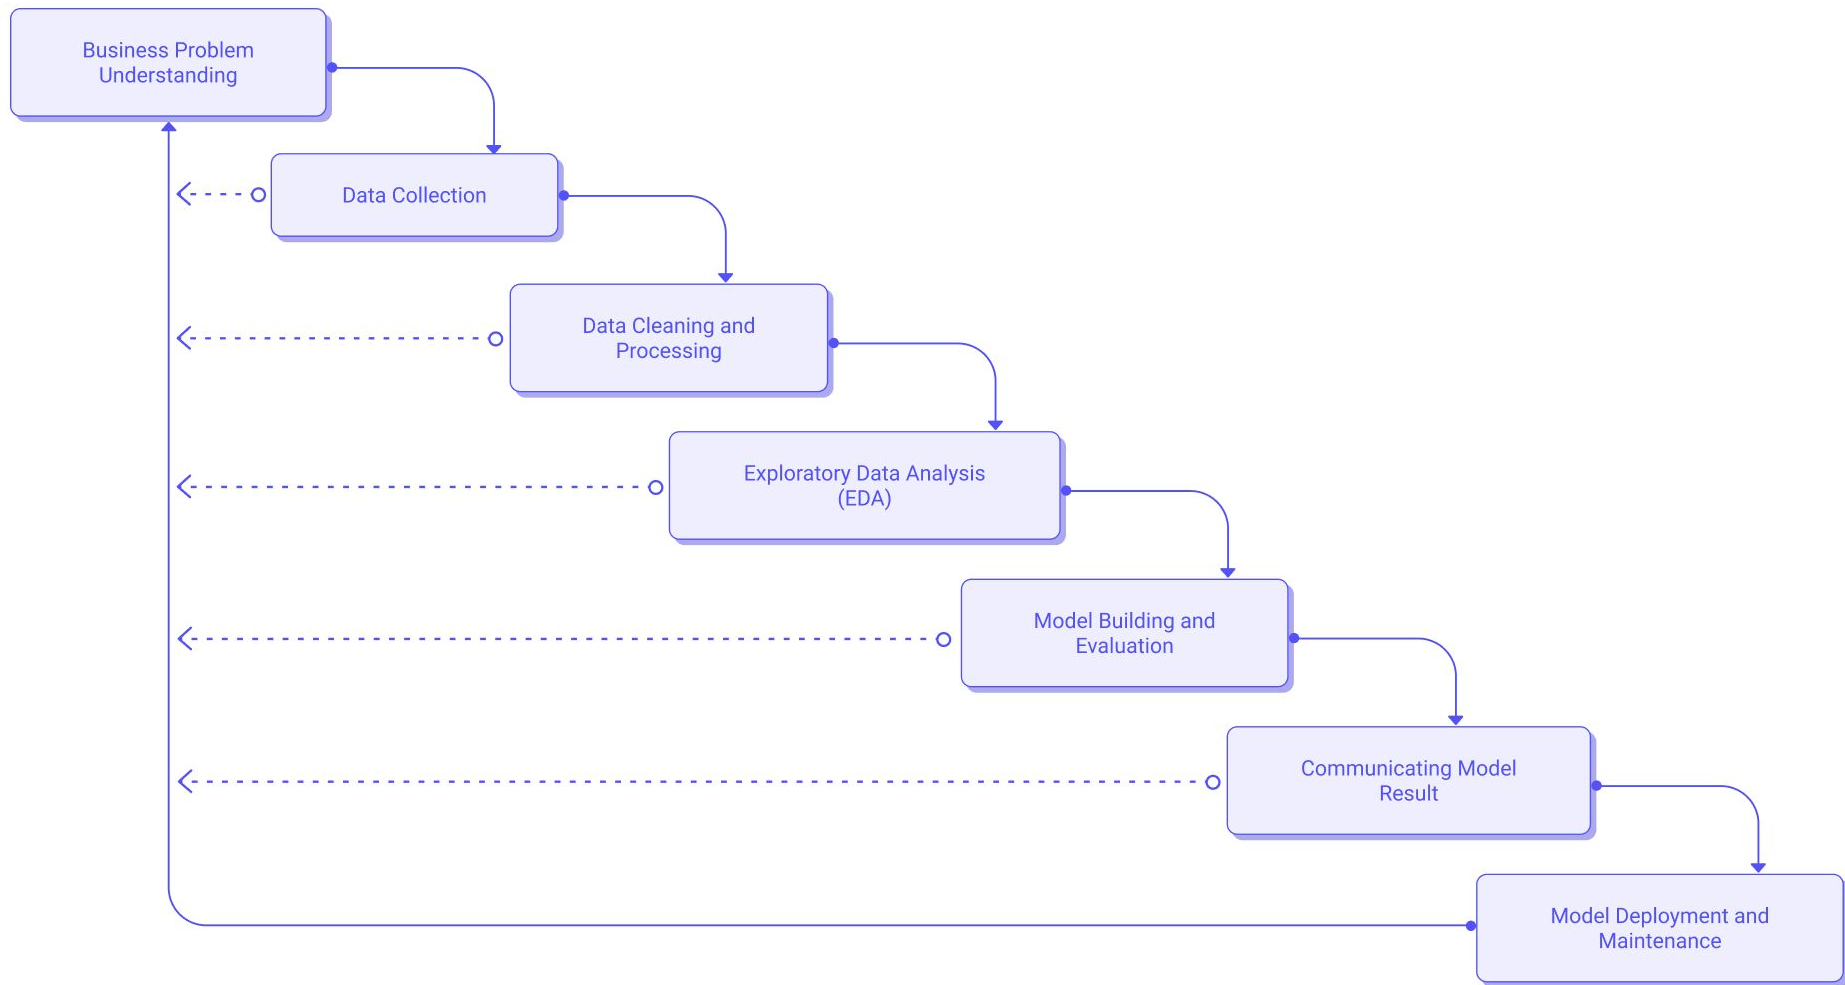 Business Problem
Understanding
Data Collection
Data Cleaning and
Processing
Exploratory Data Analysis
(EDA)
Model Building and
Evaluation
Communicating Model
Result
Model Deployment and
Maintenance